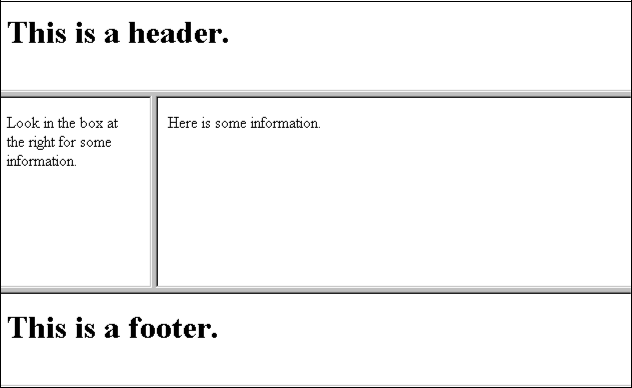 This is a header.
Look in the box at
the right for some
information.
Here is some information.
This is a footer.